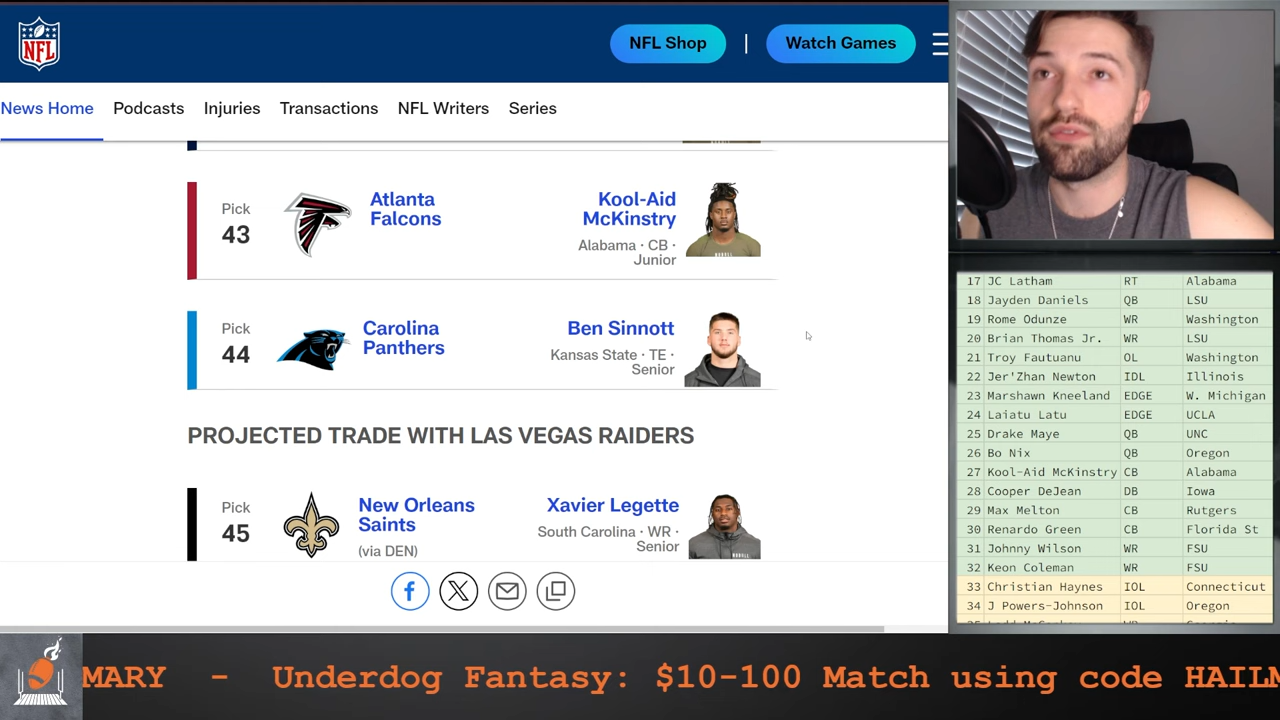 NFL
NFL Shop
|
Watch Games
News Home
Podcasts
Injuries
Transactions
NFL Writers
Series
Pick
43
Atlanta
Falcons
Kool-Aid
McKinstry
Alabama · CB ·
Junior
Pick
44
Carolina
Panthers
Ben Sinnott
Kansas State · TE ·
Senior
PROJECTED TRADE WITH LAS VEGAS RAIDERS
Pick
45
New Orleans
Saints
(via DEN)
Xavier Legette
South Carolina · WR ·
Senior
17 JC Latham RT Alabama
18 Jayden Daniels QB LSU
19 Rome Odunze WR Washington
20 Brian Thomas Jr. WR LSU
21 Troy Fautuanu OL Washington
22 Jer'Zhan Newton IDL Illinois
23 Marshawn Kneeland EDGE W. Michigan
24 Laiatu Latu EDGE UCLA
25 Drake Maye QB UNC
26 Bo Nix QB Oregon
27 Kool-Aid McKinstry CB Alabama
28 Cooper DeJean DB Iowa
29 Max Melton CB Rutgers
30 Renardo Green CB Florida St
31 Johnny Wilson WR FSU
32 Keon Coleman WR FSU
33 Christian Haynes IOL Connecticut
34 J Powers-Johnson IOL Oregon
MARY - Underdog Fantasy: $10-100 Match using code HAILM